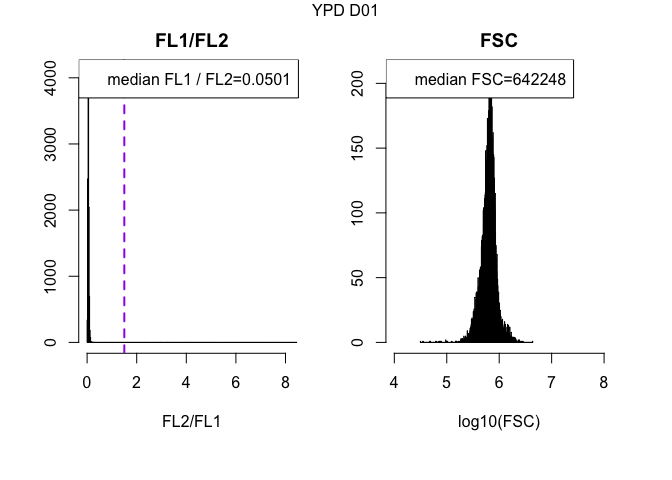 YPD D01
FL1/FL2
median FL1 / FL2=0.0501
0
1000
2000
3000
4000
0 2 4 6 8
FL2/FL1
FSC
median FSC=642248
0
50
100
150
200
4 5 6 7 8
log10(FSC)